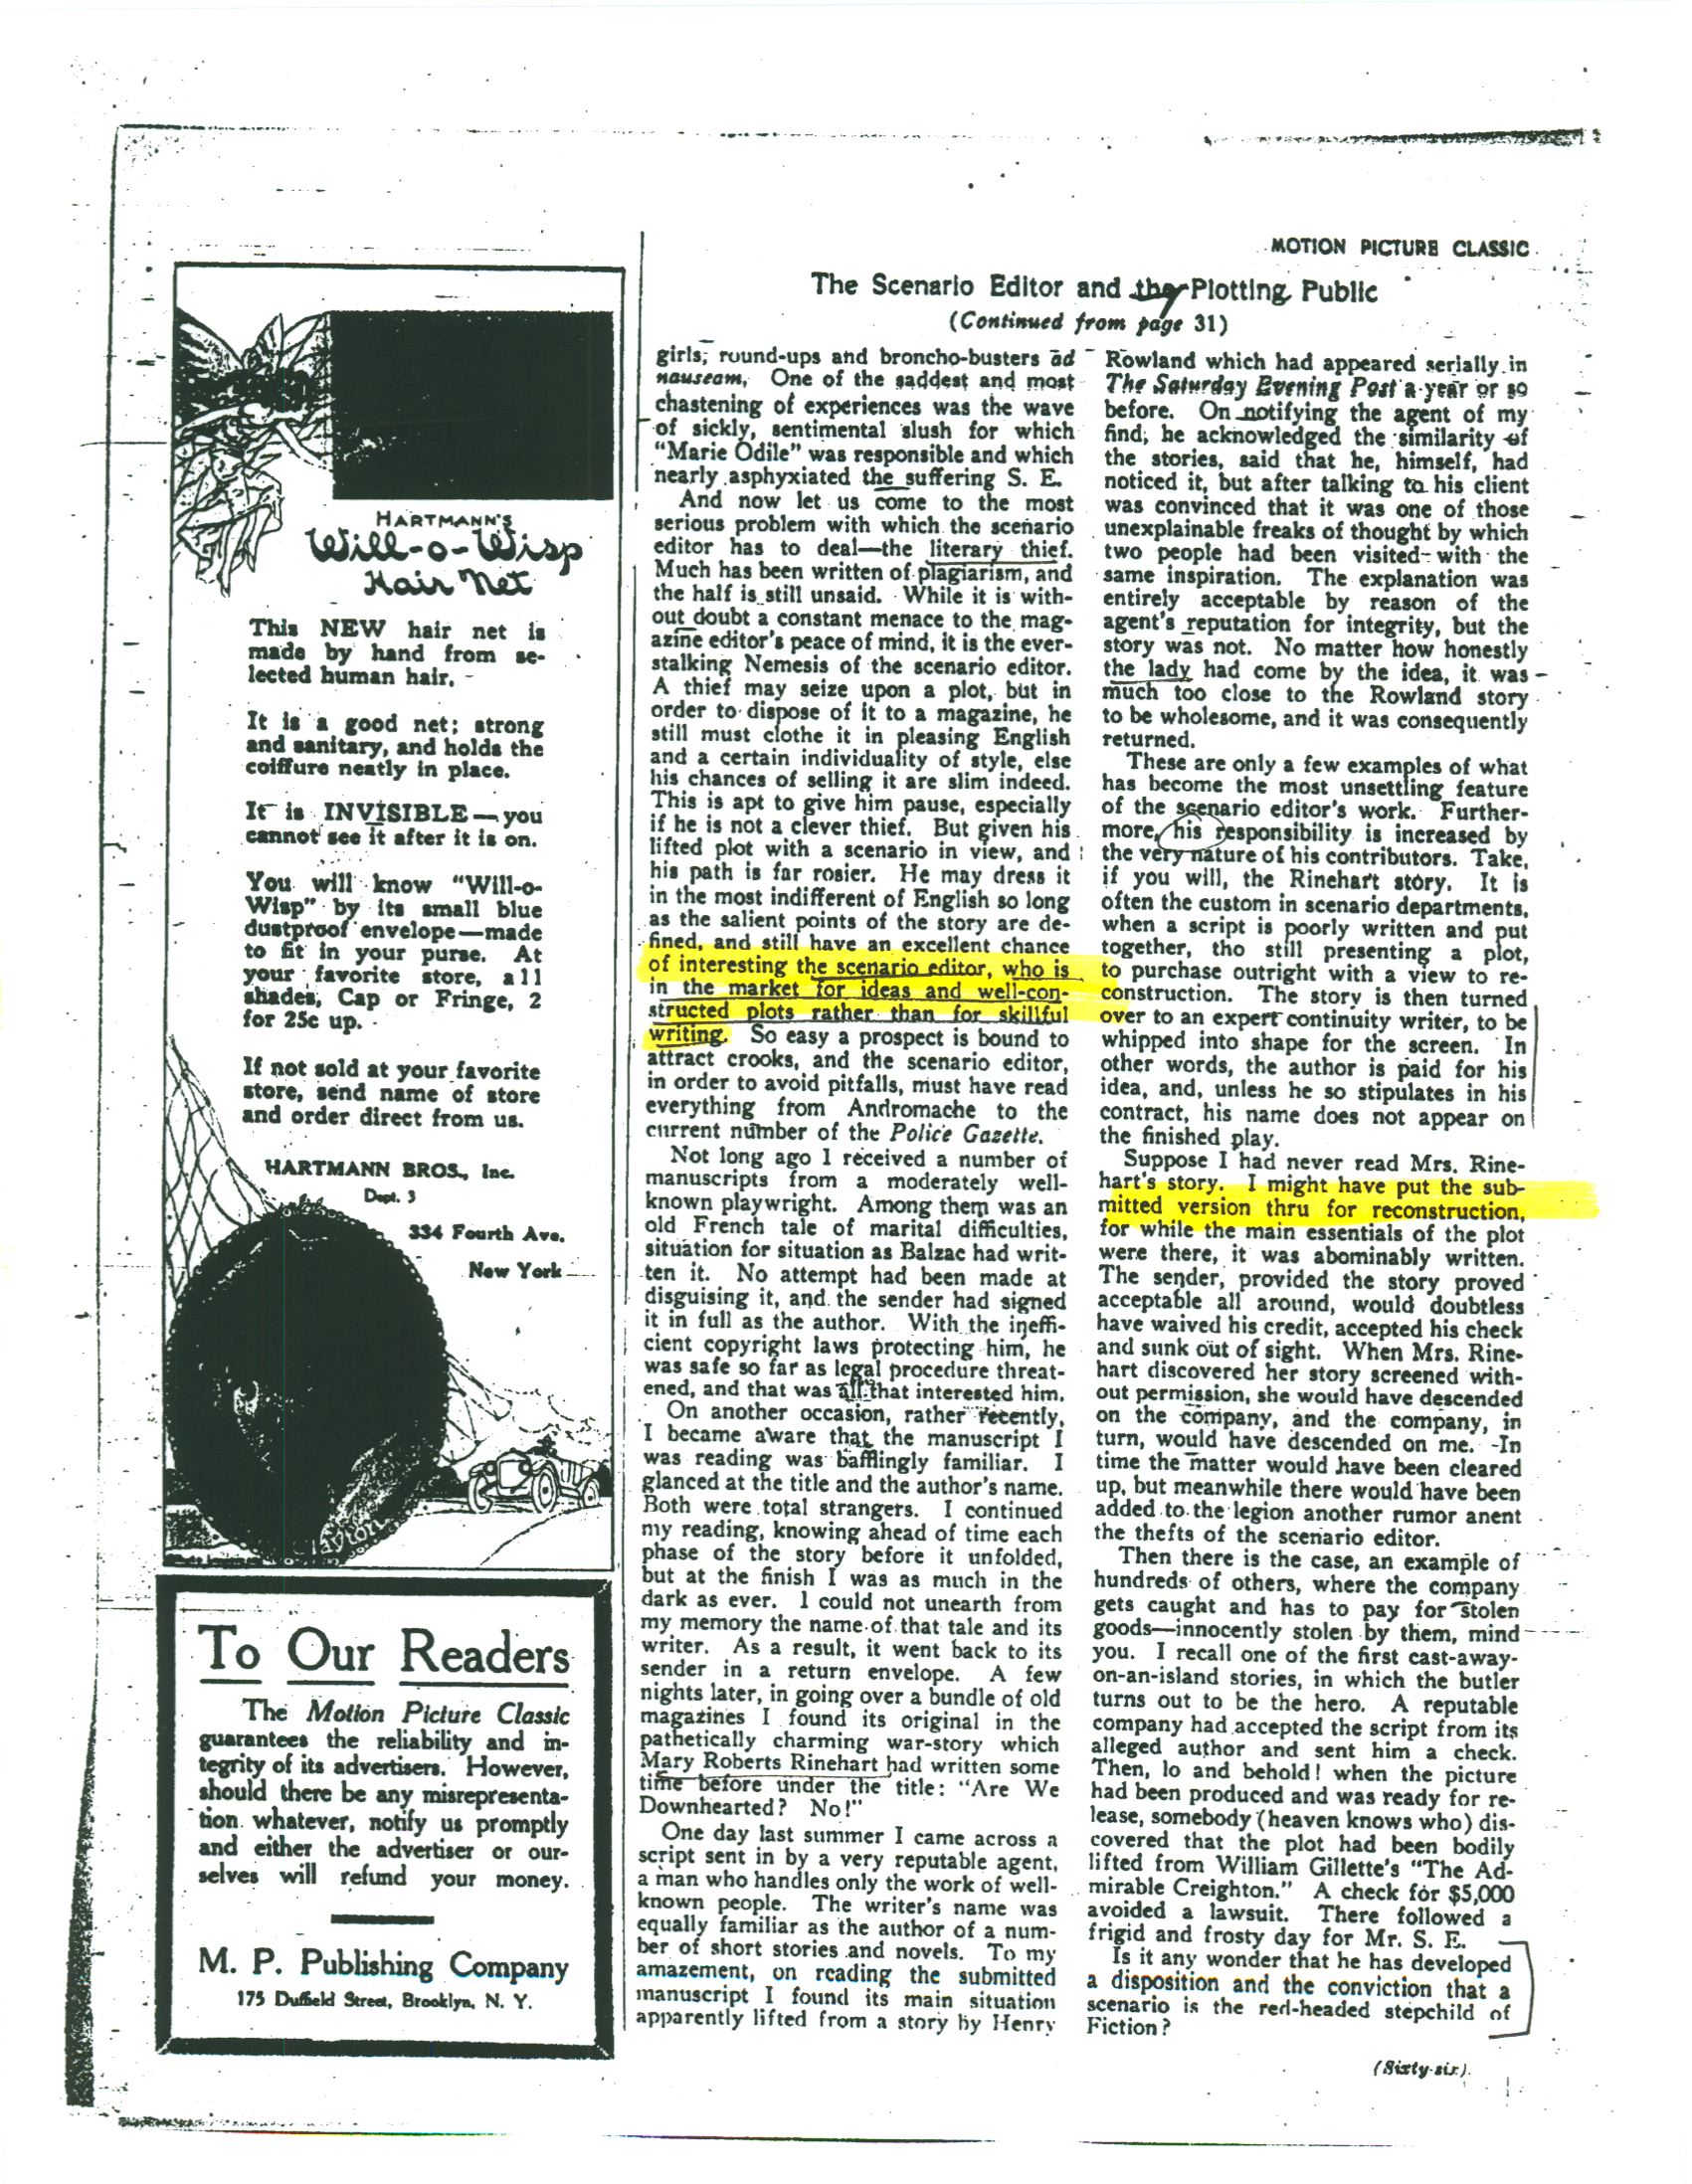 MOTION PICTURE CLASSIC
The Scenario Editor and the Plotting Public
(Continued from page 31)
HARTMANN'S
Will-o-Wisp
Hair Net
This NEW hair net is
made by hand from se-
lected human hair.
It is a good net; strong
and sanitary, and holds the
coiffure neatly in place.
It is INVISIBLE—you
cannot see it after it is on.
You will know "Will-o-
Wisp" by its small blue
dustproof envelope—made
to fit in your purse. At
your favorite store, all
shades, Cap or Fringe, 2
for 25c up.
If not sold at your favorite
store, send name of store
and order direct from us.
HARTMANN BROS., Inc.
Dept. 3
334 Fourth Ave.
New York
To Our Readers
The Motion Picture Classic
guarantees the reliability and in-
tegrity of its advertisers. However,
should there be any misrepresenta-
tion whatever, notify us promptly
and either the advertiser or our-
selves will refund your money.
M. P. Publishing Company
175 Duffield Street, Brooklyn, N. Y.
girls, round-ups and broncho-busters ad
nauseam. One of the saddest and most
chastening of experiences was the wave
of sickly, sentimental slush for which
"Marie Odile" was responsible and which
nearly asphyxiated the suffering S. E.
And now let us come to the most
serious problem with which the scenario
editor has to deal—the literary thief.
Much has been written of plagiarism, and
the half is still unsaid. While it is with-
out doubt a constant menace to the mag-
azine editor's peace of mind, it is the ever-
stalking Nemesis of the scenario editor.
A thief may seize upon a plot, but in
order to dispose of it to a magazine, he
still must clothe it in pleasing English
and a certain individuality of style, else
his chances of selling it are slim indeed.
This is apt to give him pause, especially
if he is not a clever thief. But given his
lifted plot with a scenario in view, and
his path is far rosier. He may dress it
in the most indifferent of English so long
as the salient points of the story are de-
fined, and still have an excellent chance
of interesting the scenario editor, who is
in the market for ideas and well-con-
structed plots rather than for skillful
writing. So easy a prospect is bound to
attract crooks, and the scenario editor,
in order to avoid pitfalls, must have read
everything from Andromache to the
current number of the Police Gazette.
Not long ago I received a number of
manuscripts from a moderately well-
known playwright. Among them was an
old French tale of marital difficulties,
situation for situation as Balzac had writ-
ten it. No attempt had been made at
disguising it, and the sender had signed
it in full as the author. With the ineffi-
cient copyright laws protecting him, he
was safe so far as legal procedure threat-
ened, and that was all that interested him.
On another occasion, rather recently,
I became aware that the manuscript I
was reading was bafflingly familiar. I
glanced at the title and the author's name.
Both were total strangers. I continued
my reading, knowing ahead of time each
phase of the story before it unfolded,
but at the finish I was as much in the
dark as ever. I could not unearth from
my memory the name of that tale and its
writer. As a result, it went back to its
sender in a return envelope. A few
nights later, in going over a bundle of old
magazines I found its original in the
pathetically charming war-story which
Mary Roberts Rinehart had written some
time before under the title: "Are We
Downhearted? No!"
One day last summer I came across a
script sent in by a very reputable agent,
a man who handles only the work of well-
known people. The writer's name was
equally familiar as the author of a num-
ber of short stories and novels. To my
amazement, on reading the submitted
manuscript I found its main situation
apparently lifted from a story by Henry
Rowland which had appeared serially in
The Saturday Evening Post a year or so
before. On notifying the agent of my
find, he acknowledged the similarity of
the stories, said that he, himself, had
noticed it, but after talking to his client
was convinced that it was one of those
unexplainable freaks of thought by which
two people had been visited with the
same inspiration. The explanation was
entirely acceptable by reason of the
agent's reputation for integrity, but the
story was not. No matter how honestly
the lady had come by the idea, it was
much too close to the Rowland story
to be wholesome, and it was consequently
returned.
These are only a few examples of what
has become the most unsettling feature
of the scenario editor's work. Further-
more, his responsibility is increased by
the very nature of his contributors. Take,
if you will, the Rinehart story. It is
often the custom in scenario departments,
when a script is poorly written and put
together, tho still presenting a plot,
to purchase outright with a view to re-
construction. The story is then turned
over to an expert continuity writer, to be
whipped into shape for the screen. In
other words, the author is paid for his
idea, and, unless he so stipulates in his
contract, his name does not appear on
the finished play.
Suppose I had never read Mrs. Rine-
hart's story. I might have put the sub-
mitted version thru for reconstruction,
for while the main essentials of the plot
were there, it was abominably written.
The sender, provided the story proved
acceptable all around, would doubtless
have waived his credit, accepted his check
and sunk out of sight. When Mrs. Rine-
hart discovered her story screened with-
out permission, she would have descended
on the company, and the company, in
turn, would have descended on me. In
time the matter would have been cleared
up, but meanwhile there would have been
added to the legion another rumor anent
the thefts of the scenario editor.
Then there is the case, an example of
hundreds of others, where the company
gets caught and has to pay for stolen
goods—innocently stolen by them, mind
you. I recall one of the first cast-away-
on-an-island stories, in which the butler
turns out to be the hero. A reputable
company had accepted the script from its
alleged author and sent him a check.
Then, lo and behold! when the picture
had been produced and was ready for re-
lease, somebody (heaven knows who) dis-
covered that the plot had been bodily
lifted from William Gillette's "The Ad-
mirable Creighton." A check for $5,000
avoided a lawsuit. There followed a
frigid and frosty day for Mr. S. E.
Is it any wonder that he has developed
a disposition and the conviction that a
scenario is the red-headed stepchild of
Fiction?
(Sixty-six)